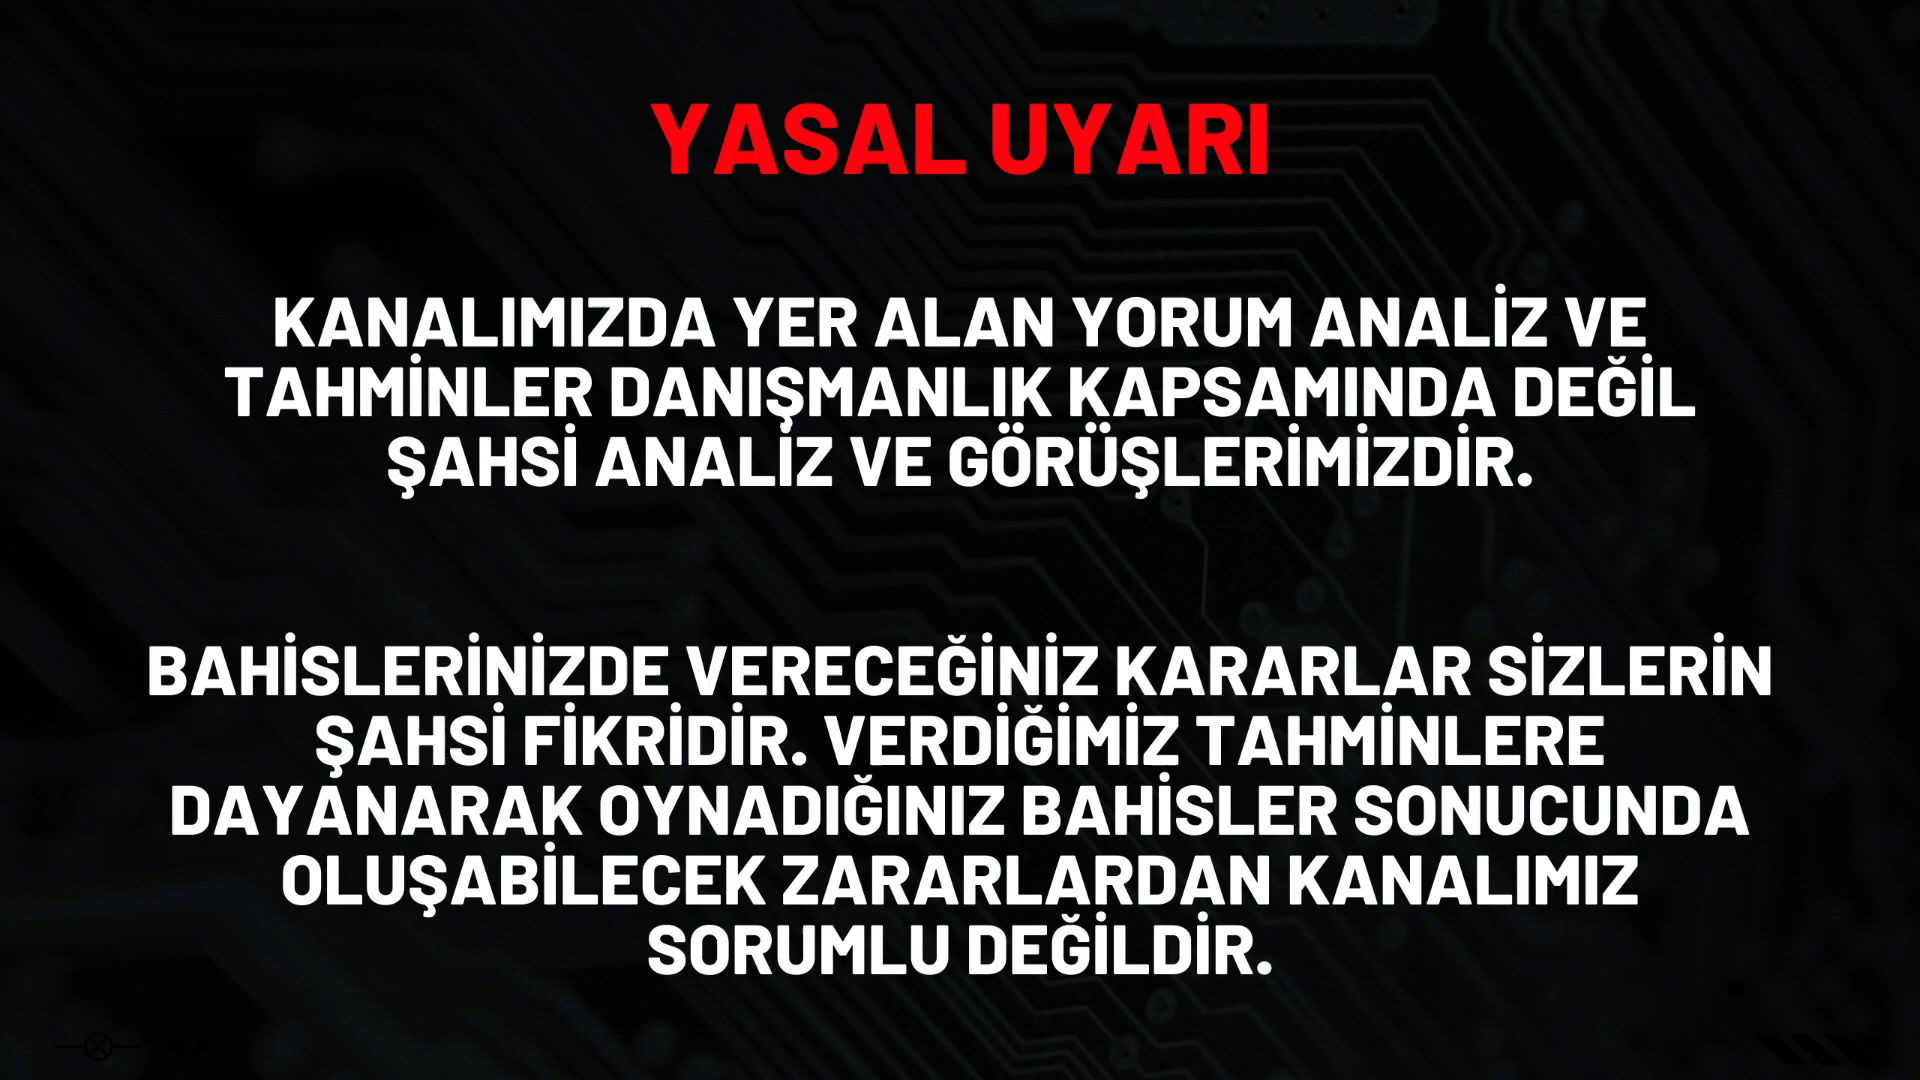 YASAL UYARI
KANALIMIZDA YER ALAN YORUM ANALİZ VE
TAHMİNLER DANIŞMANLIK KAPSAMINDA DEĞİL
ŞAHSİ ANALİZ VE GÖRÜŞLERİMİZDİR.
BAHİSLERİNİZDE VERECEĞİNİZ KARARLAR SİZLERİN
ŞAHSİ FİKRİDİR. VERDİĞİMİZ TAHMİNLERE
DAYANARAK OYNADIĞINIZ BAHİSLER SONUCUNDA
OLUŞABİLECEK ZARARLARDAN KANALIMIZ
SORUMLU DEĞİLDİR.